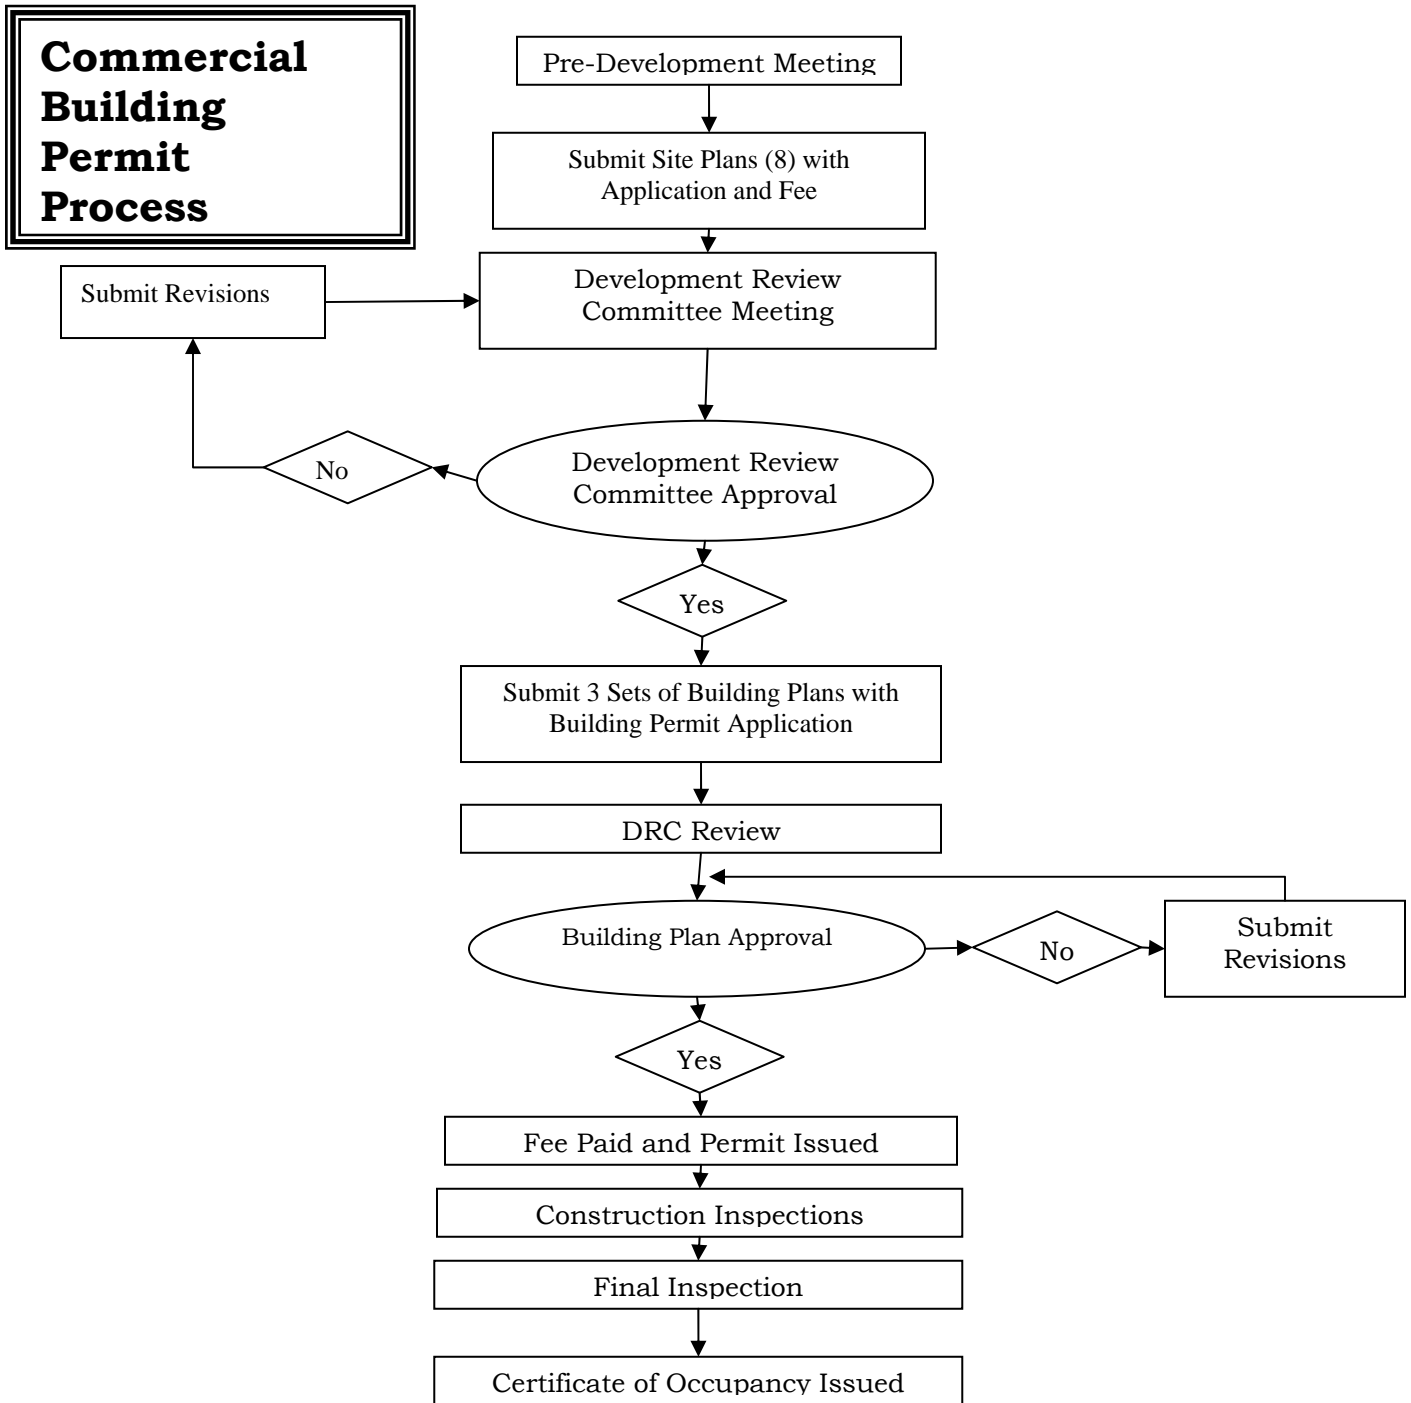 Commercial
Building
Permit
Process
Pre-Development Meeting
Submit Site Plans (8) with
Application and Fee
Submit Revisions
Development Review
Committee Meeting
No
Development Review
Committee Approval
Yes
Submit 3 Sets of Building Plans with
Building Permit Application
DRC Review
Building Plan Approval
No
Submit
Revisions
Yes
Fee Paid and Permit Issued
Construction Inspections
Final Inspection
Certificate of Occupancy Issued